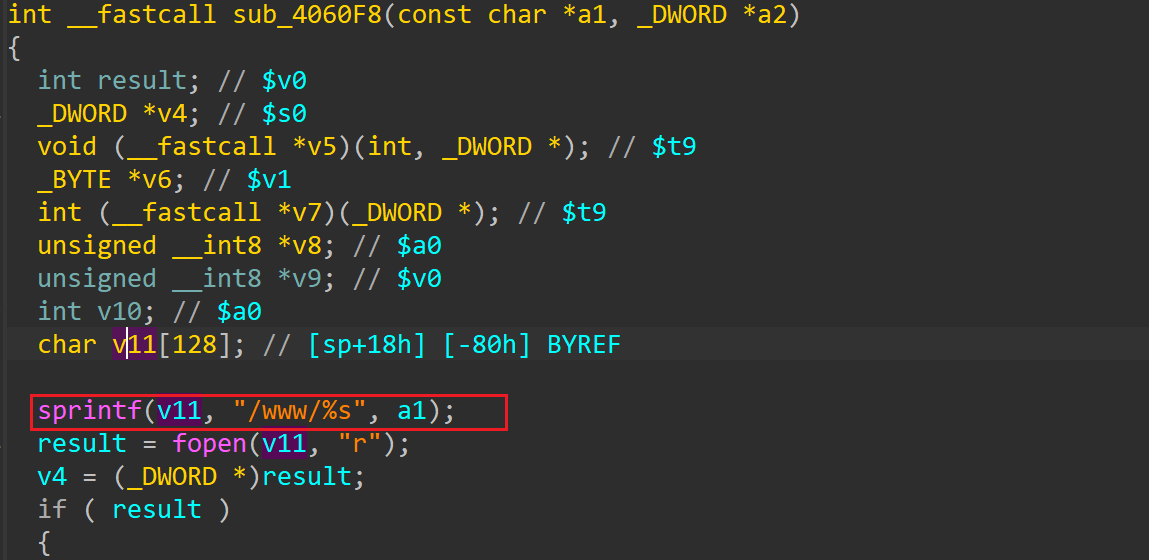 int __fastcall sub_4060F8(const char *a1, _DWORD *a2)
{
  int result; // $v0
  _DWORD *v4; // $s0
  void (__fastcall *v5)(int, _DWORD *); // $t9
  _BYTE *v6; // $v1
  int (__fastcall *v7)(_DWORD *); // $t9
  unsigned __int8 *v8; // $a0
  unsigned __int8 *v9; // $v0
  int v10; // $a0
  char v11[128]; // [sp+18h] [-80h] BYREF

  sprintf(v11, "/www/%s", a1);
  result = fopen(v11, "r");
  v4 = (_DWORD *)result;
  if ( result )
  {